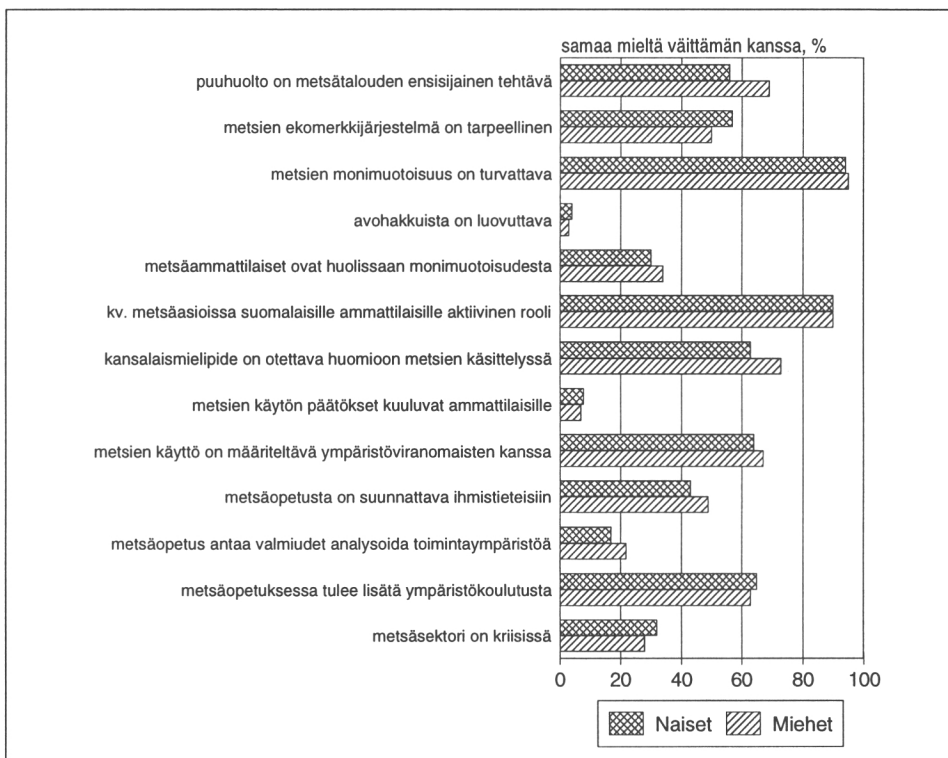 samaa mieltä väittämän kanssa, %
puuhuolto on metsätalouden ensisijainen tehtävä
metsien ekomerkkijärjestelmä on tarpeellinen
metsien monimuotoisuus on turvattava
avohakkuista on luovuttava
metsäammattilaiset ovat huolissaan monimuotoisudesta
kv. metsäasioissa suomalaisille ammattilaisille aktiivinen rooli
kansalaismielipide on otettava huomioon metsien käsittelyssä
metsien käytön päätökset kuuluvat ammattilaisille
metsien käyttö on määriteltävä ympäristöviranomaisten kanssa
metsäopetusta on suunnattava ihmistieteisiin
metsäopetus antaa valmiudet analysoida toimintaympäristöä
metsäopetuksessa tulee lisätä ympäristökoulutusta
metsäsektori on kriisissä
0 20 40 60 80 100
Naiset Miehet